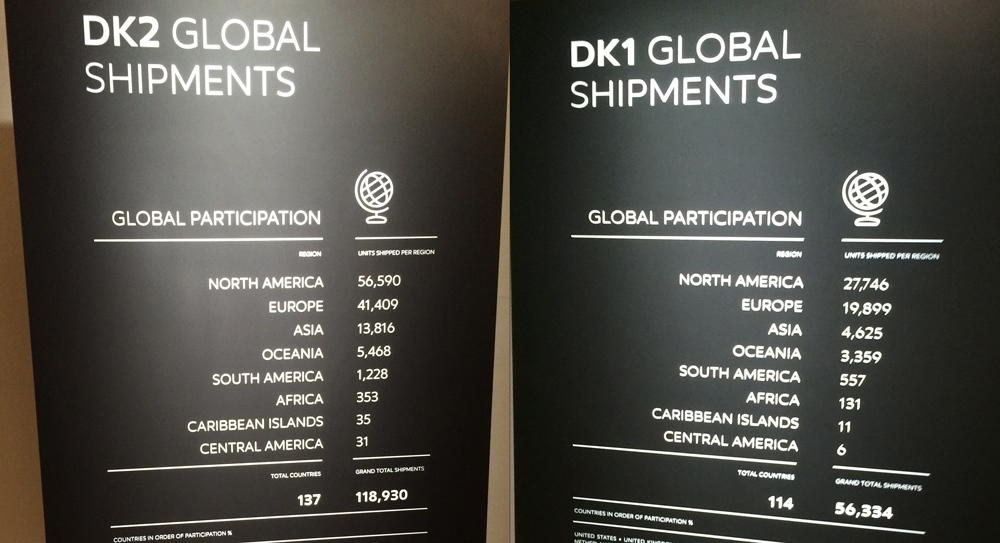 DK2 GLOBAL
SHIPMENTS
GLOBAL PARTICIPATION
REGION UNITS SHIPPED PER REGION
NORTH AMERICA 56,590
EUROPE 41,409
ASIA 13,816
OCEANIA 5,468
SOUTH AMERICA 1,228
AFRICA 353
CARIBBEAN ISLANDS 35
CENTRAL AMERICA 31
TOTAL COUNTRIES GRAND TOTAL SHIPMENTS
137 118,930
COUNTRIES IN ORDER OF PARTICIPATION %
DK1 GLOBAL
SHIPMENTS
GLOBAL PARTICIPATION
REGION UNITS SHIPPED PER REGION
NORTH AMERICA 27,746
EUROPE 19,899
ASIA 4,625
OCEANIA 3,359
SOUTH AMERICA 557
AFRICA 131
CARIBBEAN ISLANDS 11
CENTRAL AMERICA 6
TOTAL COUNTRIES GRAND TOTAL SHIPMENTS
114 56,334
COUNTRIES IN ORDER OF PARTICIPATION %
UNITED STATES • UNITED